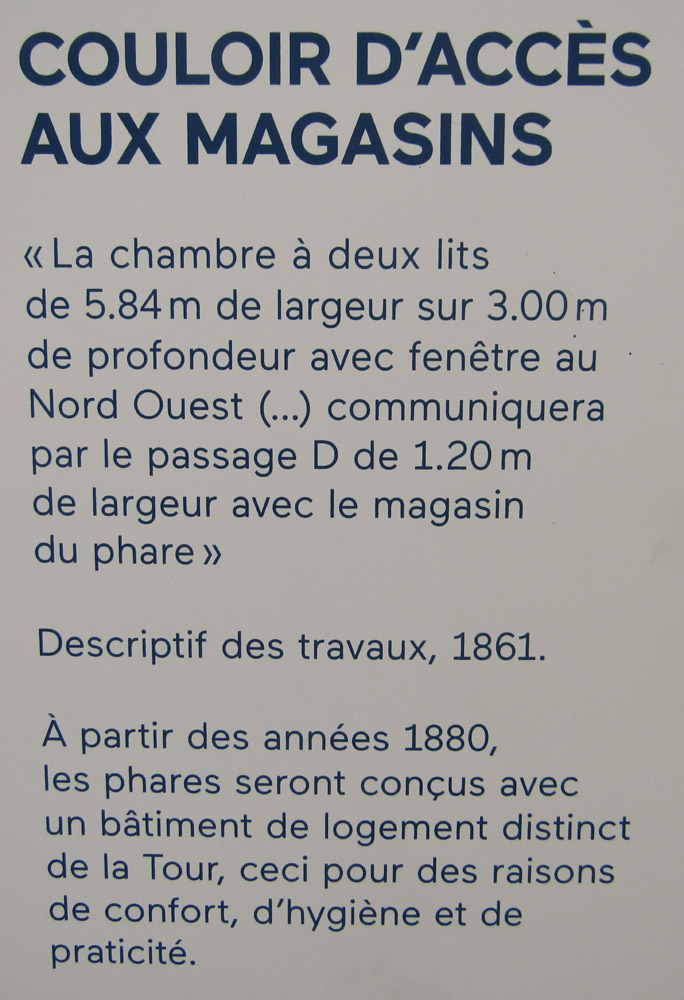 COULOIR D'ACCÈS
AUX MAGASINS
« La chambre à deux lits
de 5.84 m de largeur sur 3.00 m
de profondeur avec fenêtre au
Nord Ouest (...) communiquera
par le passage D de 1.20 m
de largeur avec le magasin
du phare »
Descriptif des travaux, 1861.
À partir des années 1880,
les phares seront conçus avec
un bâtiment de logement distinct
de la Tour, ceci pour des raisons
de confort, d'hygiène et de
praticité.